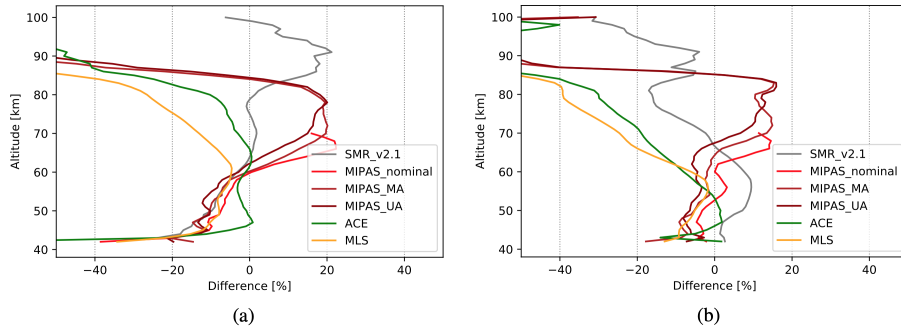 100
90
80
70
60
50
40
Altitude [km]
−40
−20
0
20
40
Difference [%]
SMR_v2.1
MIPAS_nominal
MIPAS_MA
MIPAS_UA
ACE
MLS
(a)
100
90
80
70
60
50
40
Altitude [km]
−40
−20
0
20
40
Difference [%]
SMR_v2.1
MIPAS_nominal
MIPAS_MA
MIPAS_UA
ACE
MLS
(b)